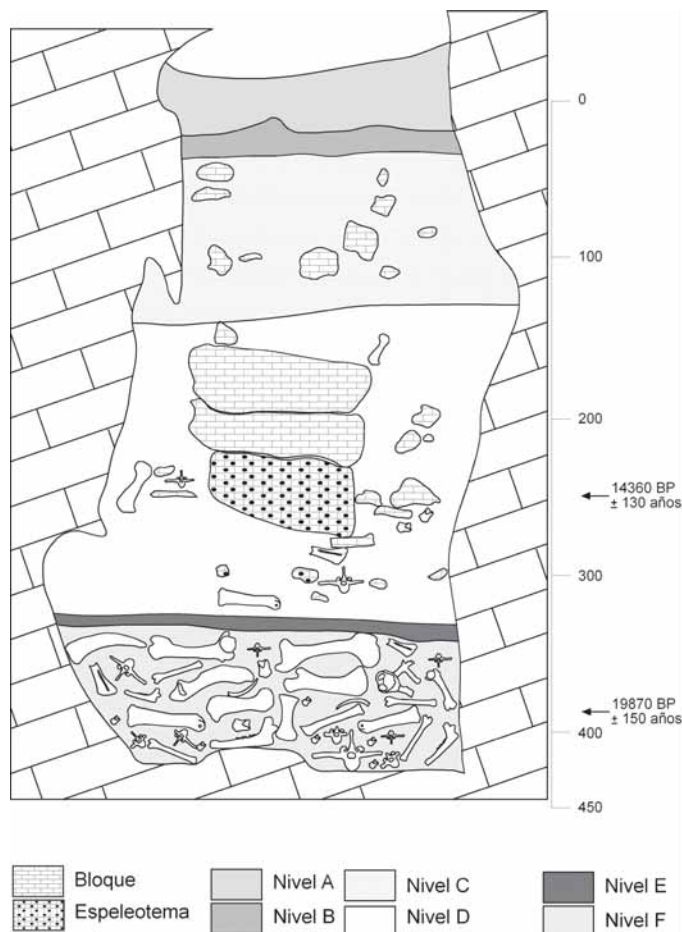 0
100
200
14360 BP
± 130 años
300
19870 BP
± 150 años
400
450
Bloque
Espeleotema
Nivel A
Nivel B
Nivel C
Nivel D
Nivel E
Nivel F